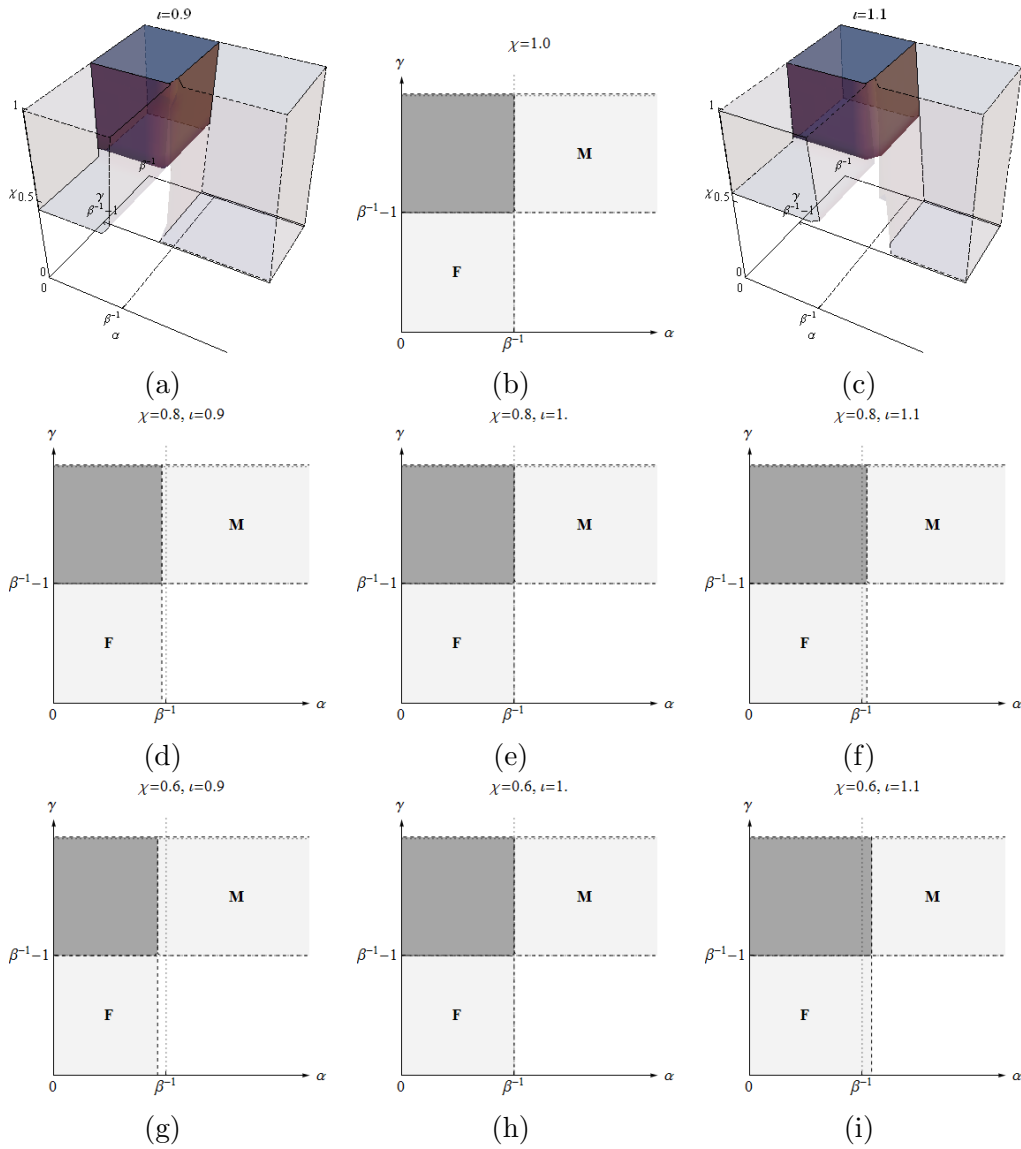 ι=0.9
1
χ 0.5
0
0
β⁻¹
γ
β⁻¹−1
β⁻¹
α
(a)
χ=1.0
γ
M
β⁻¹−1
F
0
β⁻¹
α
(b)
ι=1.1
1
χ 0.5
0
0
β⁻¹
γ
β⁻¹−1
β⁻¹
α
(c)
χ=0.8, ι=0.9
γ
M
β⁻¹−1
F
0
β⁻¹
α
(d)
χ=0.8, ι=1.
γ
M
β⁻¹−1
F
0
β⁻¹
α
(e)
χ=0.8, ι=1.1
γ
M
β⁻¹−1
F
0
β⁻¹
α
(f)
χ=0.6, ι=0.9
γ
M
β⁻¹−1
F
0
β⁻¹
α
(g)
χ=0.6, ι=1.
γ
M
β⁻¹−1
F
0
β⁻¹
α
(h)
χ=0.6, ι=1.1
γ
M
β⁻¹−1
F
0
β⁻¹
α
(i)